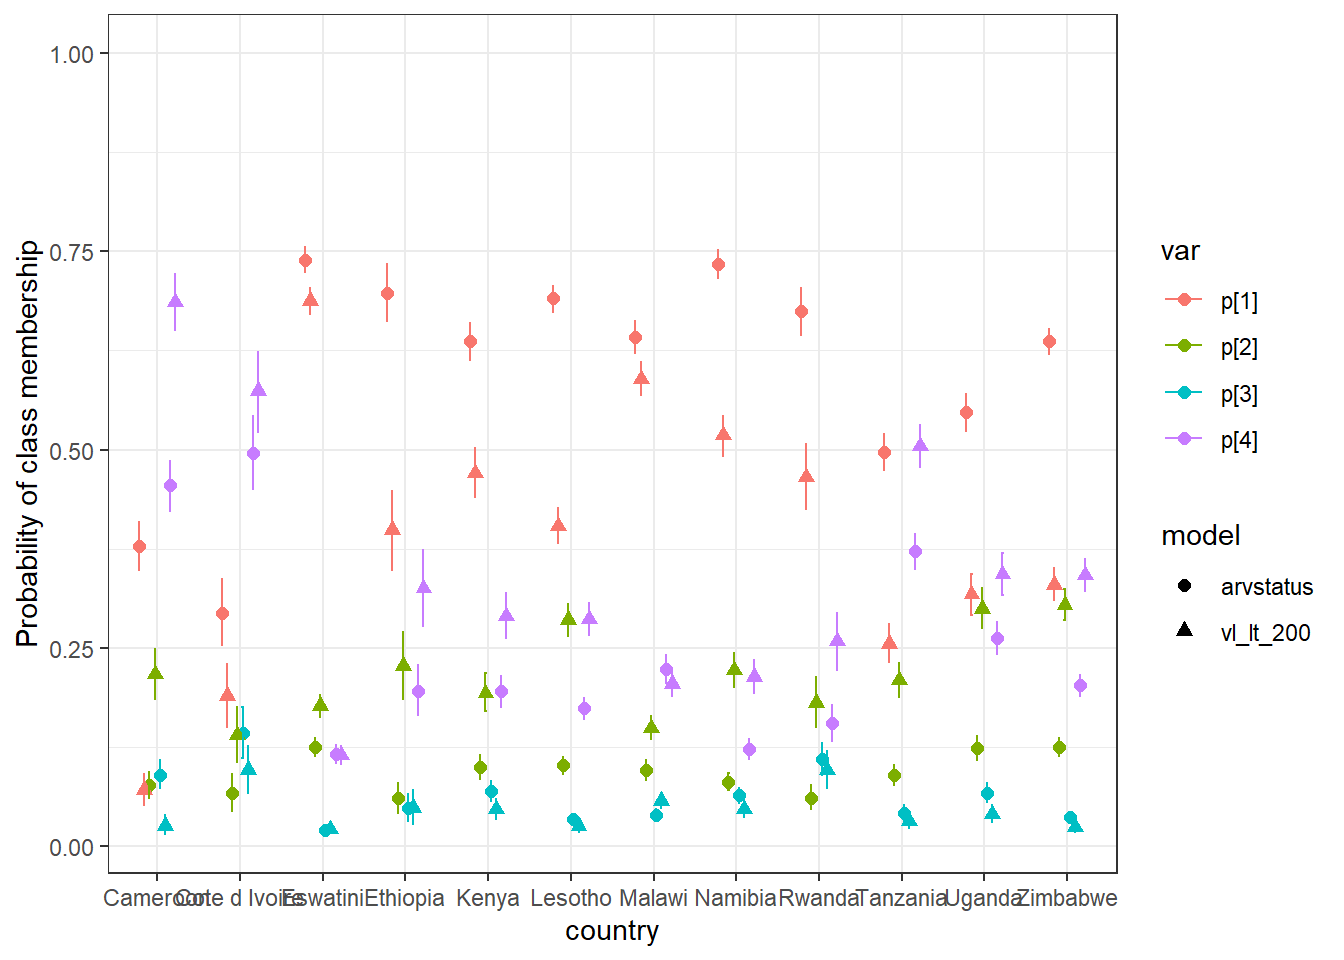 Probability of class membership
1.00
0.75
0.50
0.25
0.00
Cameroon Cote d Ivoire Eswatini Ethiopia Kenya Lesotho Malawi Namibia Rwanda Tanzania Uganda Zimbabwe
country
var
p[1]
p[2]
p[3]
p[4]
model
arvstatus
vl_lt_200